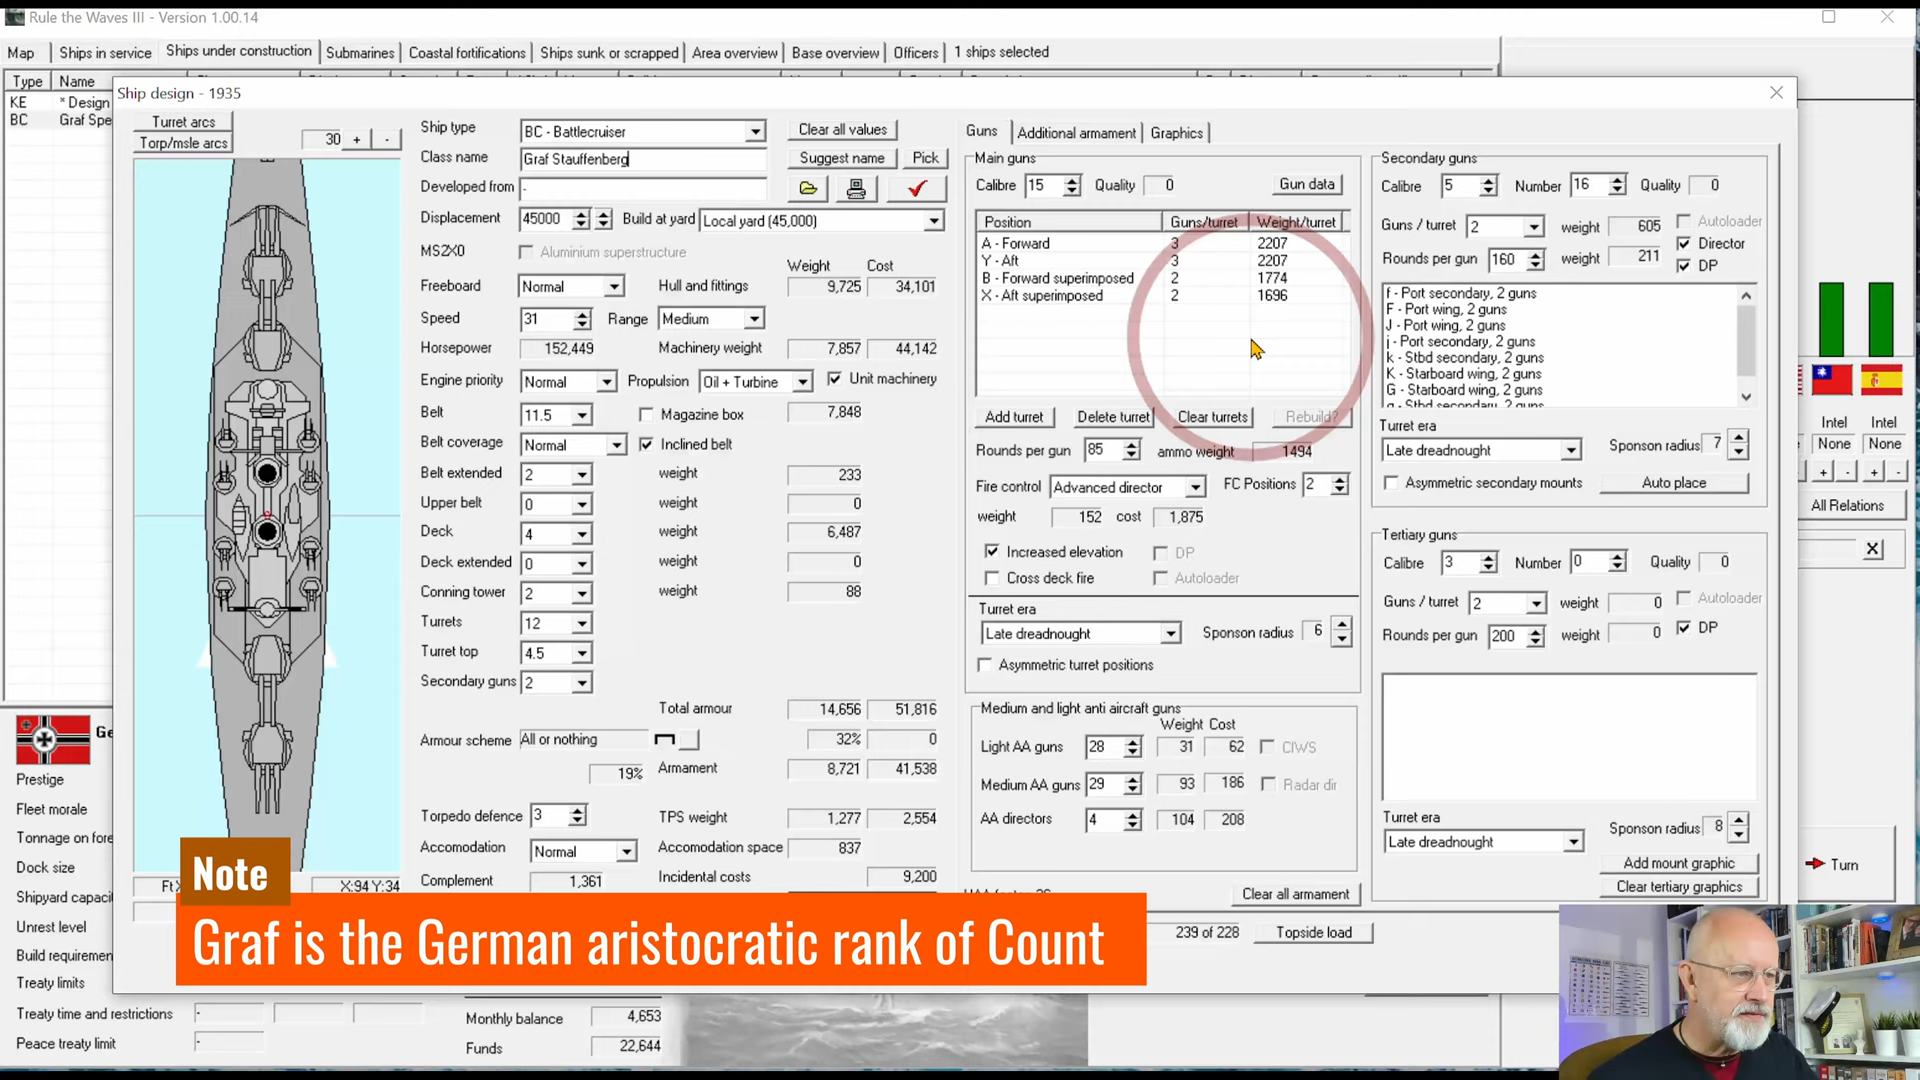 Rule the Waves III - Version 1.00.14
Map Ships in service Ships under construction Submarines Coastal fortifications Ships sunk or scrapped Area overview Base overview Officers 1 ships selected
Type Name
KE * Design
BC Graf Spe
Ship design - 1935
Turret arcs
Torp/msle arcs
30 + -
Ship type BC - Battlecruiser Clear all values
Class name Graf Stauffenberg Suggest name Pick
Developed from -
Displacement 45000 Build at yard Local yard (45,000)
MS2X0 Aluminium superstructure
Weight Cost
Freeboard Normal Hull and fittings 9,725 34,101
Speed 31 Range Medium
Horsepower 152,449 Machinery weight 7,857 44,142
Engine priority Normal Propulsion Oil + Turbine Unit machinery
Belt 11.5 Magazine box 7,848
Belt coverage Normal Inclined belt
Belt extended 2 weight 233
Upper belt 0 weight 0
Deck 4 weight 6,487
Deck extended 0 weight 0
Conning tower 2 weight 88
Turrets 12
Turret top 4.5
Secondary guns 2
Total armour 14,656 51,816
Armour scheme All or nothing 32% 0
19% Armament 8,721 41,538
Torpedo defence 3 TPS weight 1,277 2,554
Accomodation Normal Accomodation space 837
Complement 1,361 Incidental costs 9,200
X:94 Y:34
Guns Additional armament Graphics
Main guns
Calibre 15 Quality 0 Gun data
Position Guns/turret Weight/turret
A - Forward 3 2207
Y - Aft 3 2207
B - Forward superimposed 2 1774
X - Aft superimposed 2 1696
Add turret Delete turret Clear turrets Rebuild?
Rounds per gun 85 ammo weight 1494
Fire control Advanced director FC Positions 2
weight 152 cost 1,875
Increased elevation DP
Cross deck fire Autoloader
Turret era
Late dreadnought Sponson radius 6
Asymmetric turret positions
Medium and light anti aircraft guns
Weight Cost
Light AA guns 28 31 62 CIWS
Medium AA guns 29 93 186 Radar dir
AA directors 4 104 208
Clear all armament
239 of 228 Topside load
Secondary guns
Calibre 5 Number 16 Quality 0
Guns / turret 2 weight 605 Autoloader
Director
Rounds per gun 160 weight 211 DP
f - Port secondary, 2 guns
F - Port wing, 2 guns
J - Port wing, 2 guns
j - Port secondary, 2 guns
k - Stbd secondary, 2 guns
K - Starboard wing, 2 guns
G - Starboard wing, 2 guns
Turret era
Late dreadnought Sponson radius 7
Asymmetric secondary mounts Auto place
Tertiary guns
Calibre 3 Number 0 Quality 0
Guns / turret 2 weight 0 Autoloader
Rounds per gun 200 weight 0 DP
Turret era
Late dreadnought Sponson radius 8
Add mount graphic
Clear tertiary graphics
Intel Intel
None None
+ - + -
All Relations
X
Turn
Ge
Prestige
Fleet morale
Tonnage on fore
Dock size
Shipyard capaci
Unrest level
Build requiremen
Treaty limits
Treaty time and restrictions -
Peace treaty limit -
Monthly balance 4,653
Funds 22,644
Note
Graf is the German aristocratic rank of Count